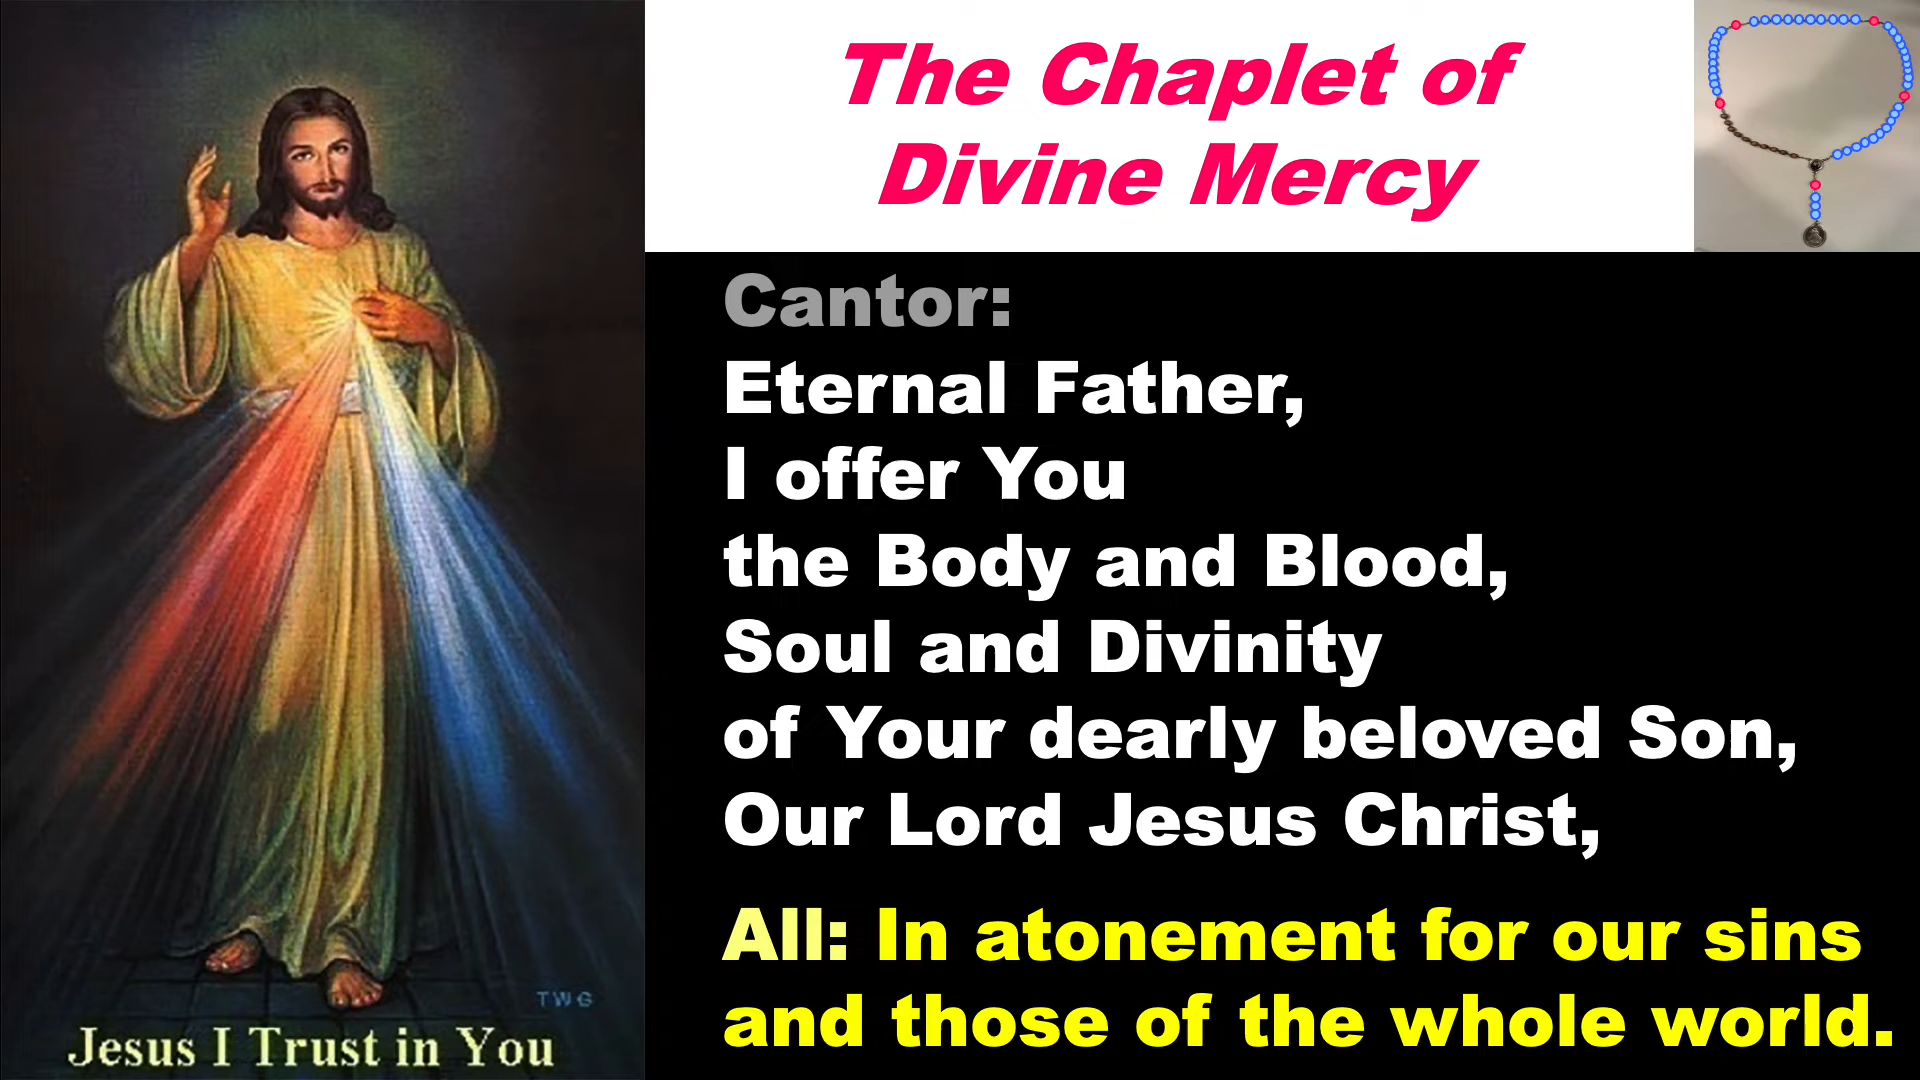 The Chaplet of
Divine Mercy
Cantor:
Eternal Father,
I offer You
the Body and Blood,
Soul and Divinity
of Your dearly beloved Son,
Our Lord Jesus Christ,
All: In atonement for our sins
and those of the whole world.
TWG
Jesus I Trust in You